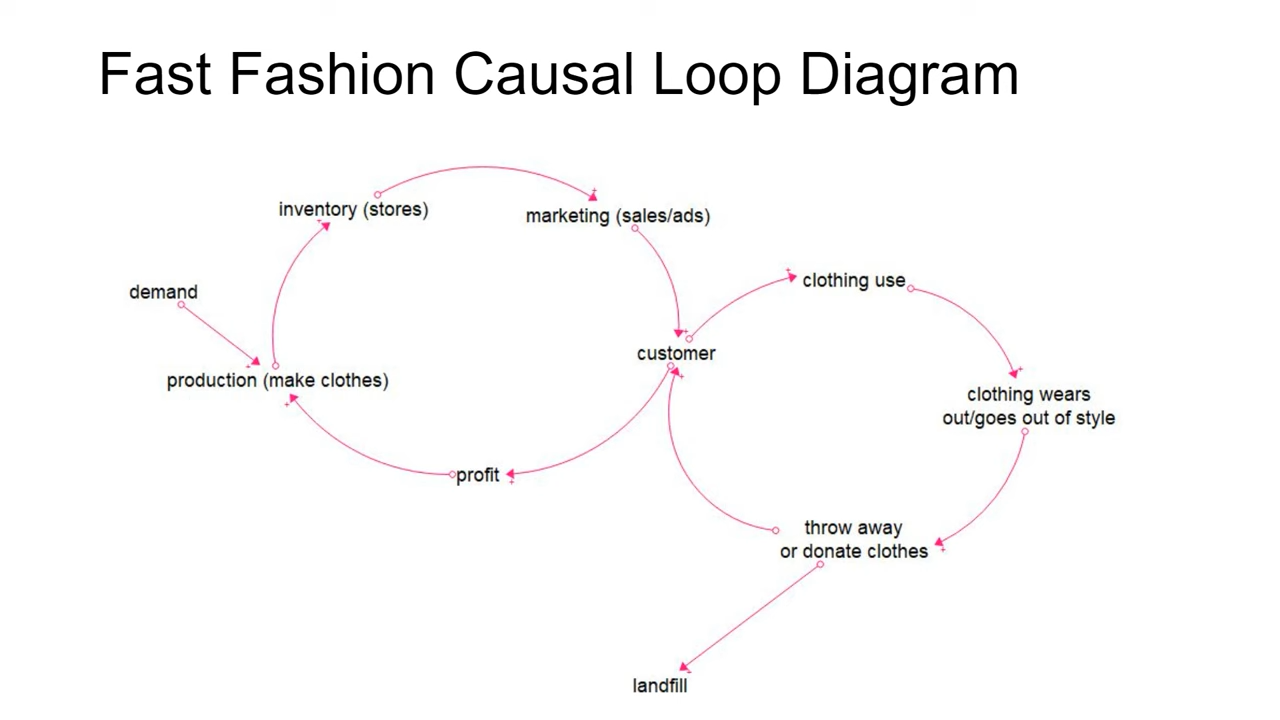 Fast Fashion Causal Loop Diagram
inventory (stores)
marketing (sales/ads)
demand
clothing use
customer
production (make clothes)
clothing wears
out/goes out of style
profit
throw away
or donate clothes
landfill